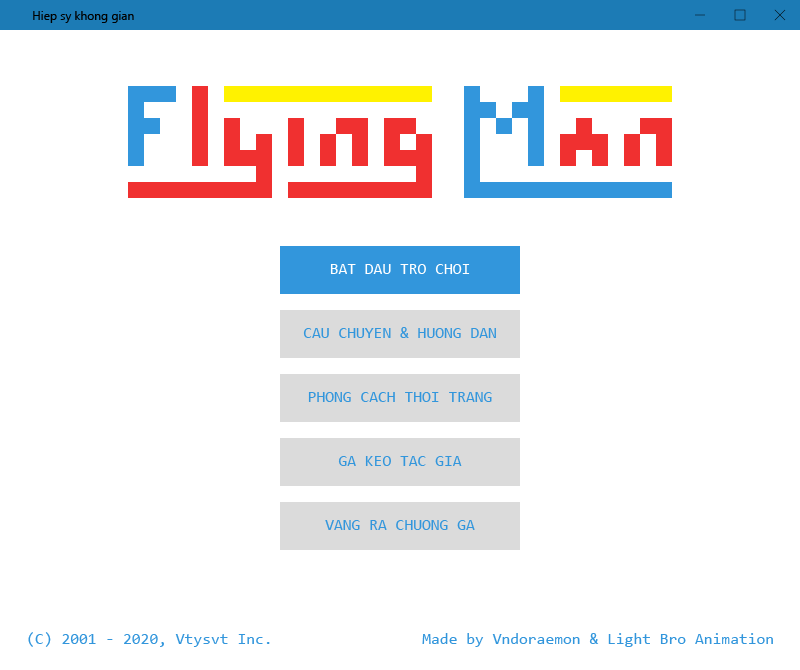 Hiep sy khong gian
Flying Man
BAT DAU TRO CHOI
CAU CHUYEN & HUONG DAN
PHONG CACH THOI TRANG
GA KEO TAC GIA
VANG RA CHUONG GA
(C) 2001 - 2020, Vtysvt Inc.
Made by Vndoraemon & Light Bro Animation